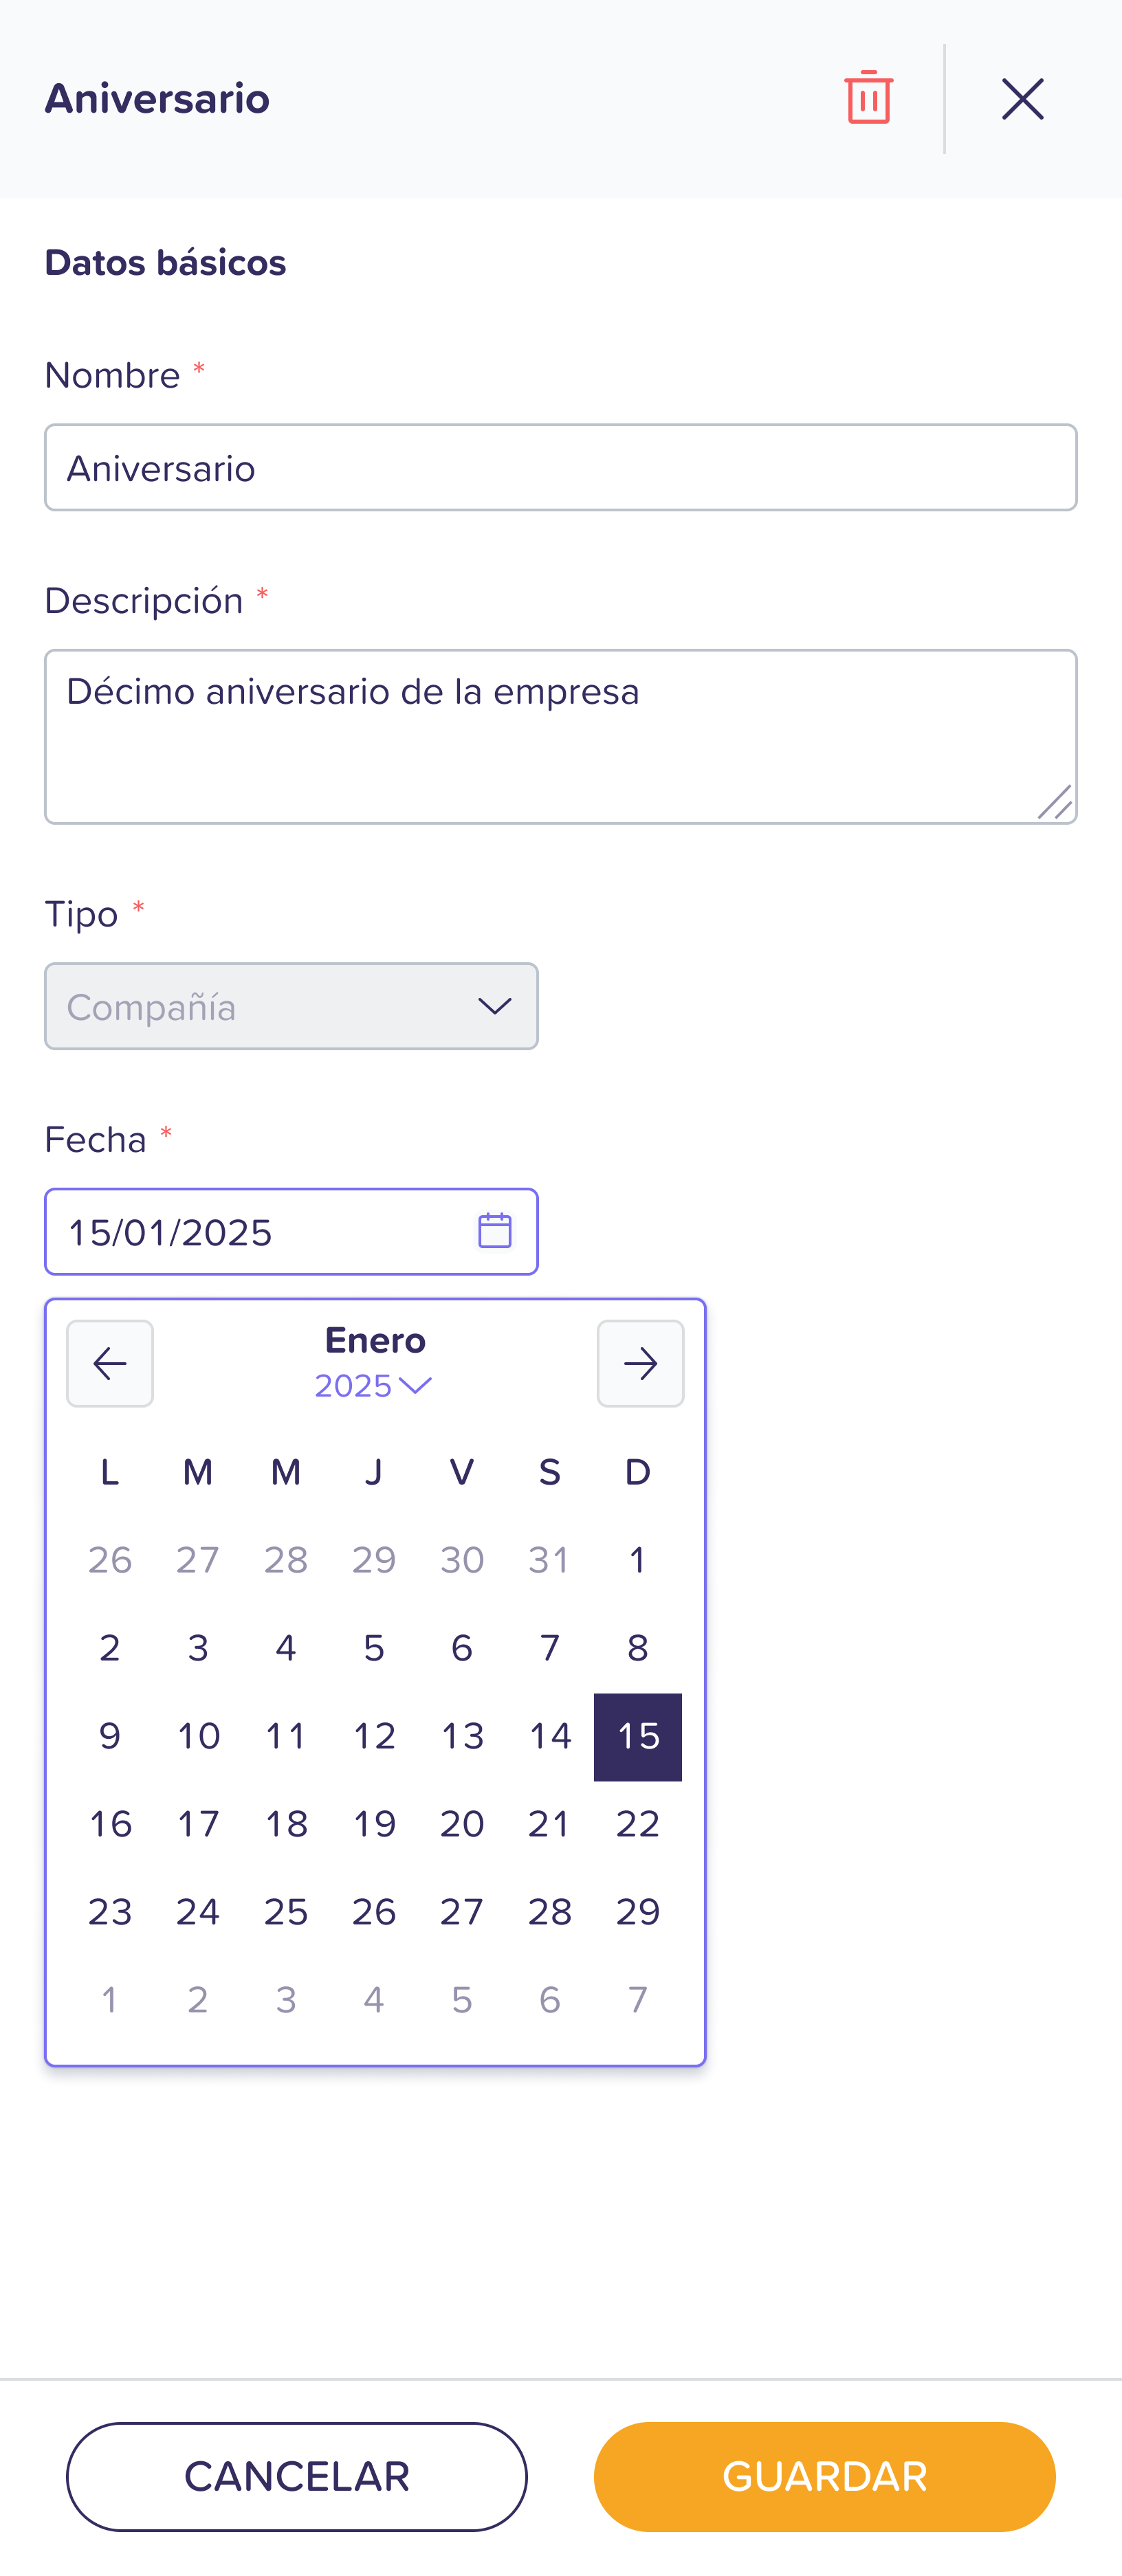 Aniversario
Datos básicos
Nombre *
Aniversario
Descripción *
Décimo aniversario de la empresa
Tipo *
Compañía
Fecha *
15/01/2025
Enero
2025
L M M J V S D
26 27 28 29 30 31 1
2 3 4 5 6 7 8
9 10 11 12 13 14 15
16 17 18 19 20 21 22
23 24 25 26 27 28 29
1 2 3 4 5 6 7
CANCELAR GUARDAR